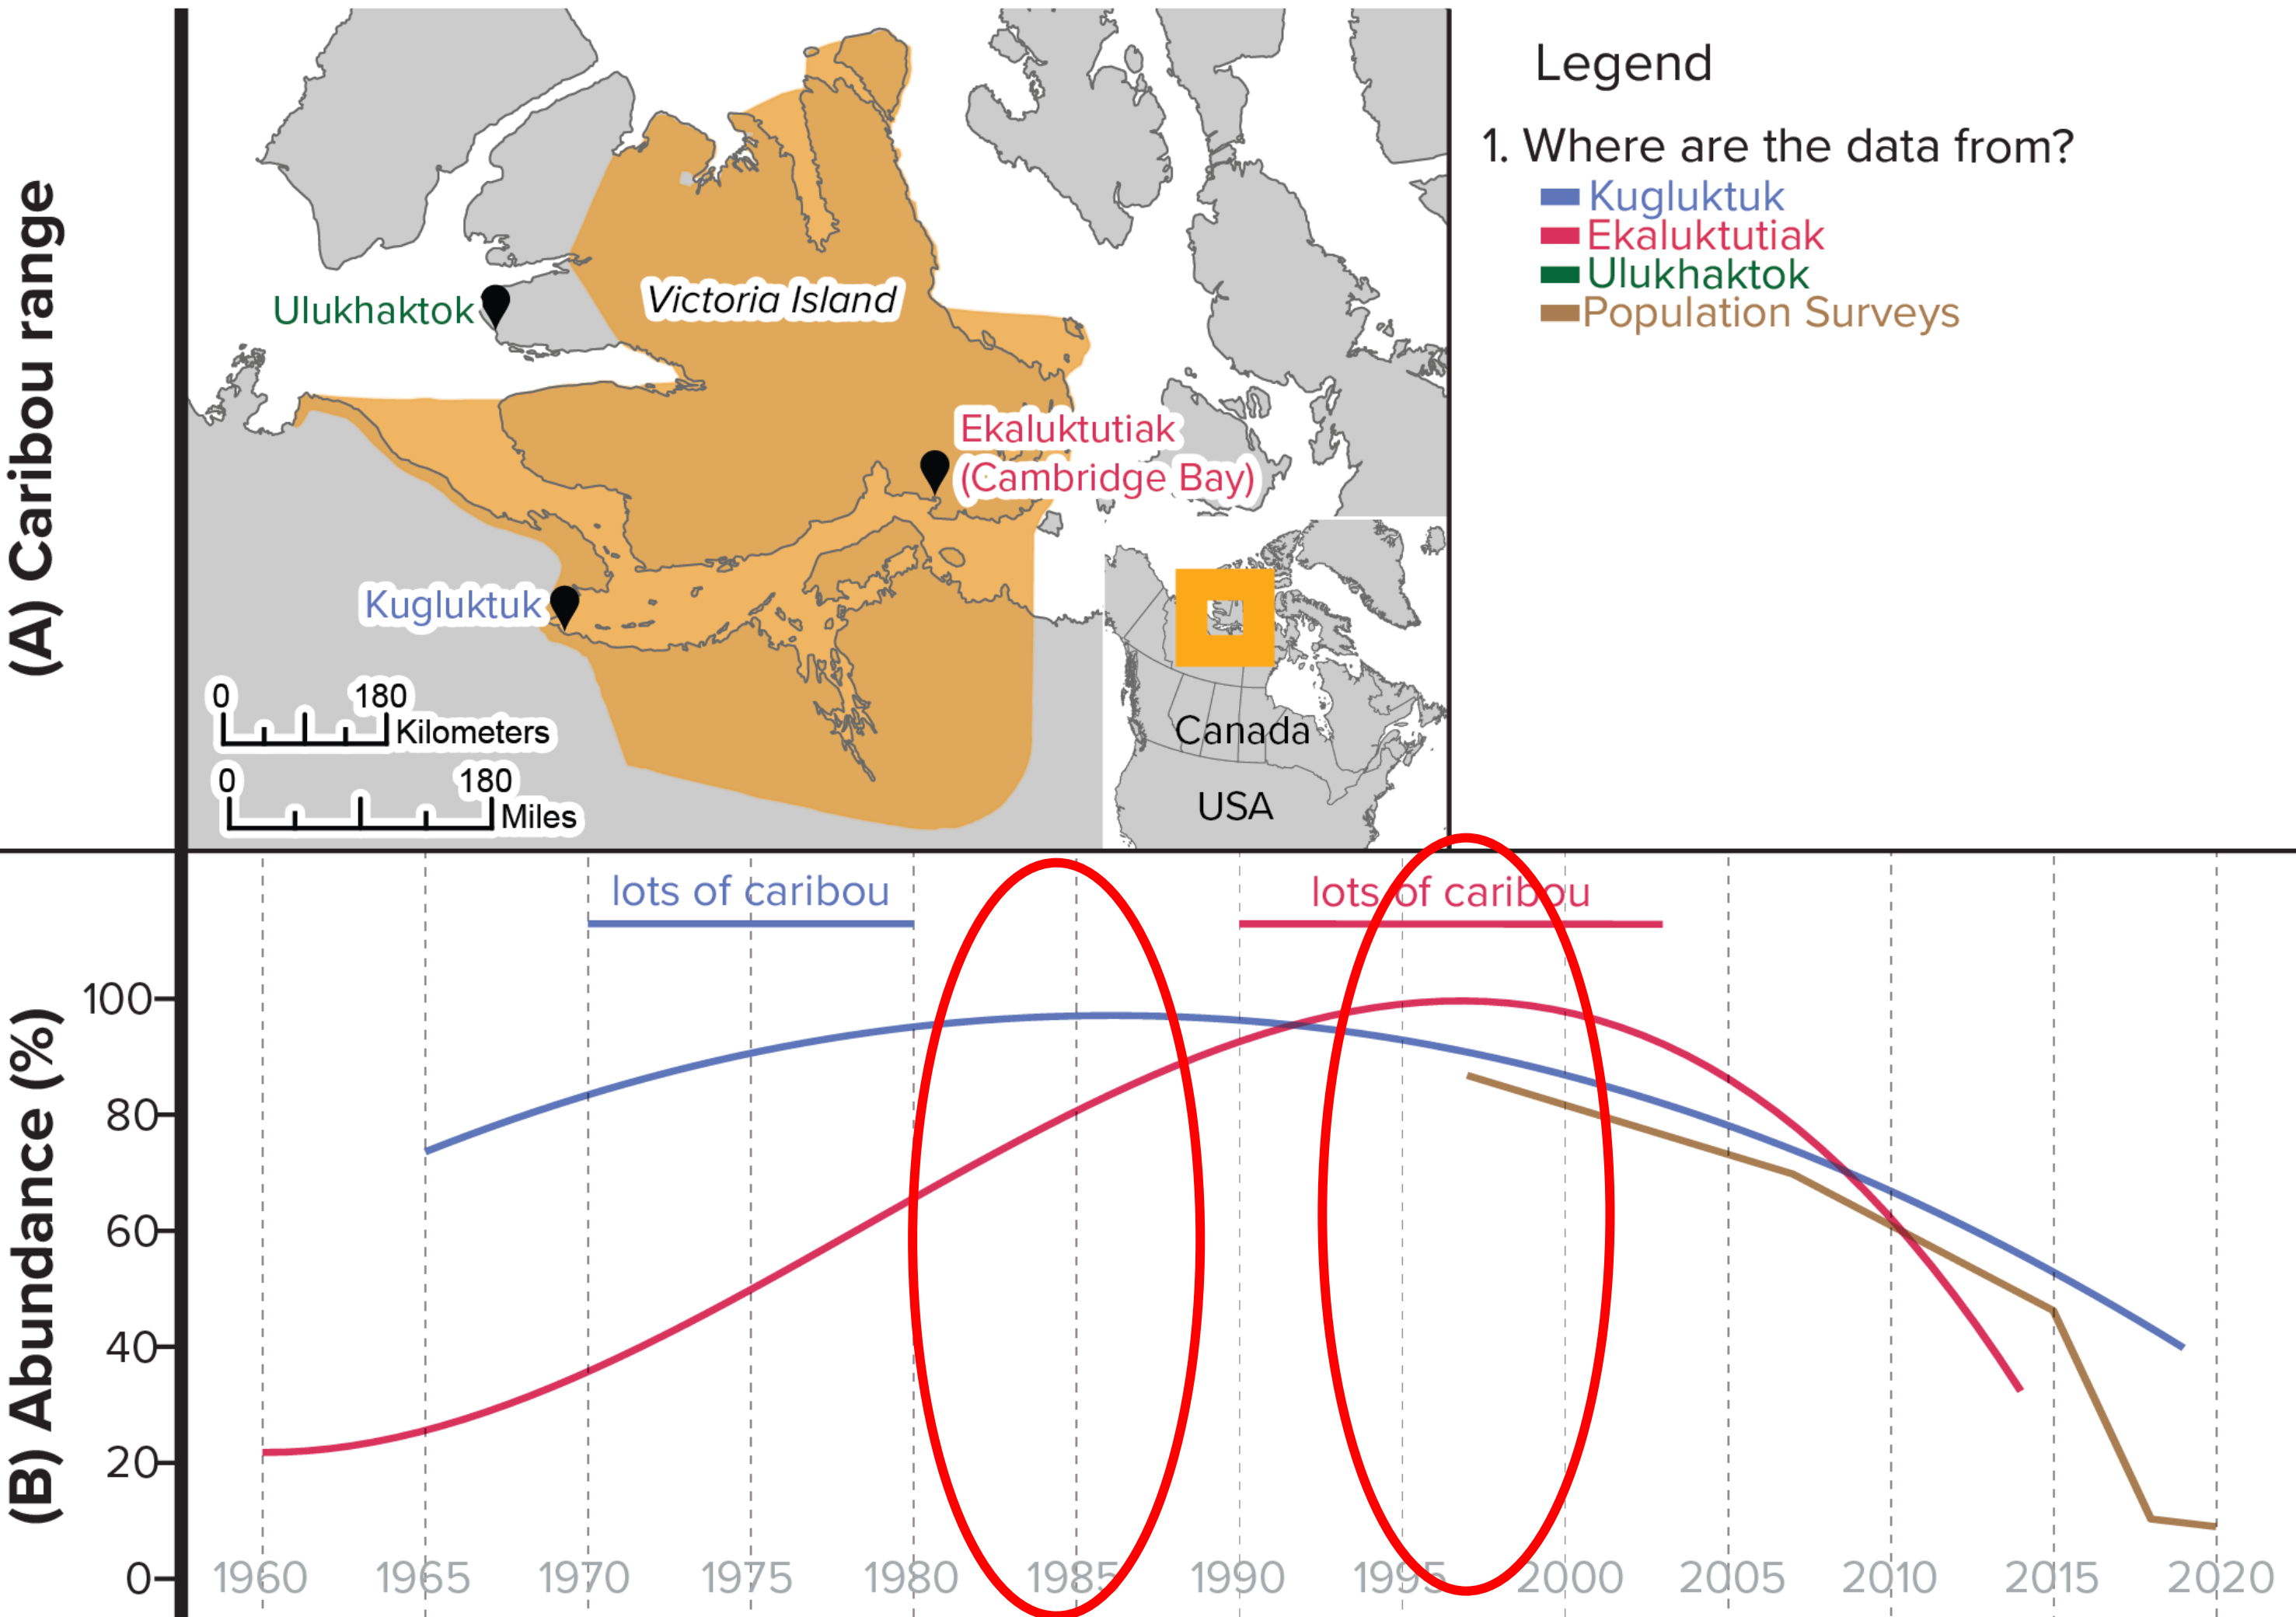 (A) Caribou range
Ulukhaktok
Victoria Island
Ekaluktutiak
(Cambridge Bay)
Kugluktuk
0 180
Kilometers
0 180
Miles
Canada
USA
Legend
1. Where are the data from?
Kugluktuk
Ekaluktutiak
Ulukhaktok
Population Surveys
(B) Abundance (%)
lots of caribou
lots of caribou
100
80
60
40
20
0
1960 1965 1970 1975 1980 1985 1990 1995 2000 2005 2010 2015 2020